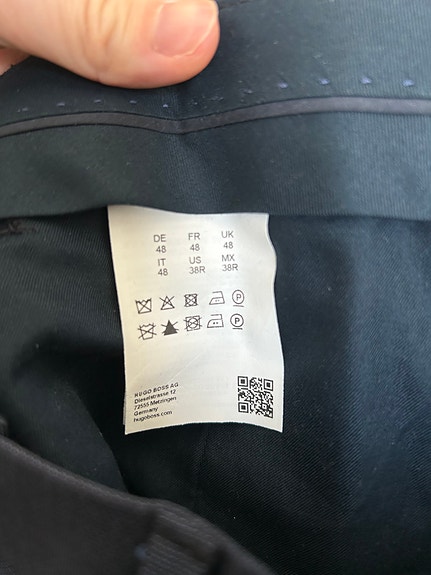 DE FR UK
48 48 48
IT US MX
48 38R 38R
P
P
HUGO BOSS AG
Dieselstrasse 12
72555 Metzingen
Germany
hugoboss.com